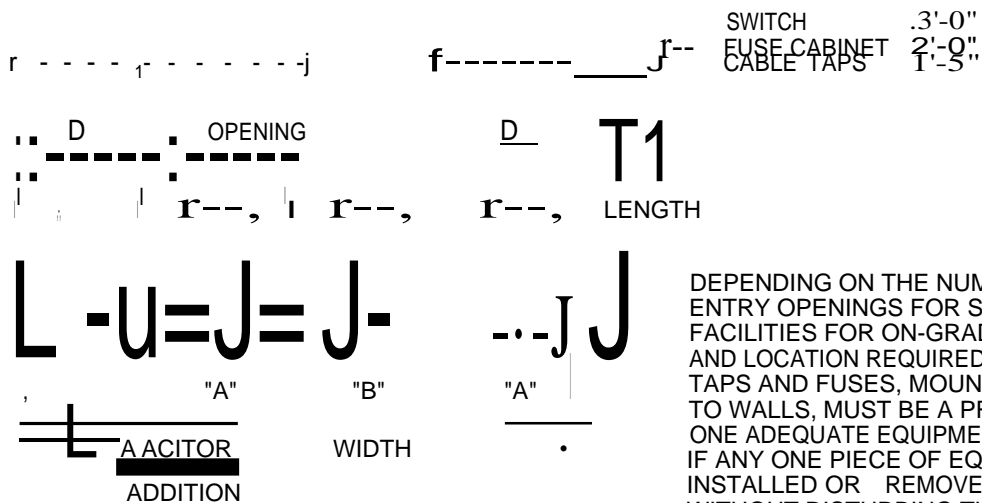 SWITCH .3'-0"
FUSE CABINET 2'-0"
CABLE TAPS 1'-5"
D OPENING D T1
LENGTH
DEPENDING ON THE NUM
ENTRY OPENINGS FOR S
FACILITIES FOR ON-GRAD
AND LOCATION REQUIRED
TAPS AND FUSES, MOUN
TO WALLS, MUST BE A PR
ONE ADEQUATE EQUIPME
IF ANY ONE PIECE OF EQ
INSTALLED OR REMOVE
"A" "B" "A"
A ACITOR WIDTH
ADDITION